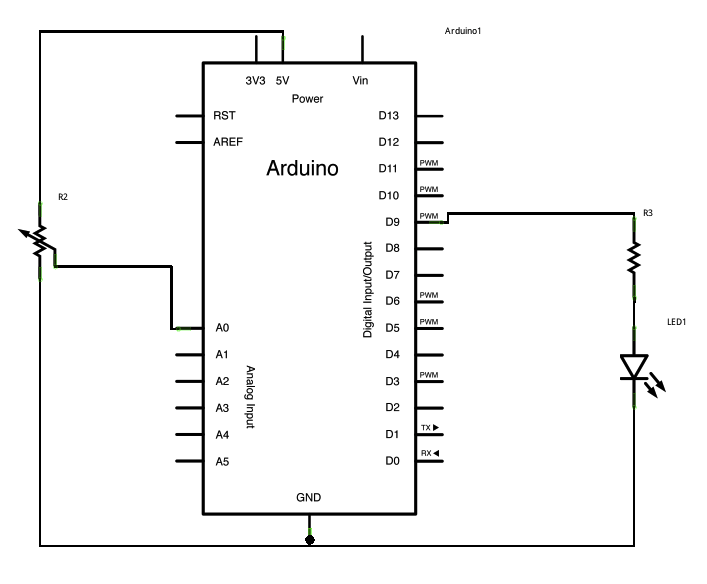 Arduino1
3V3 5V Vin
Power
RST D13
AREF D12
Arduino
D11 PWM
D10 PWM
R2
D9 PWM
R3
D8
Digital Input/Output
D7
D6 PWM
LED1
A0 D5 PWM
A1 D4
Analog Input
A2 D3 PWM
A3 D2
A4 D1 TX
A5 D0 RX
GND